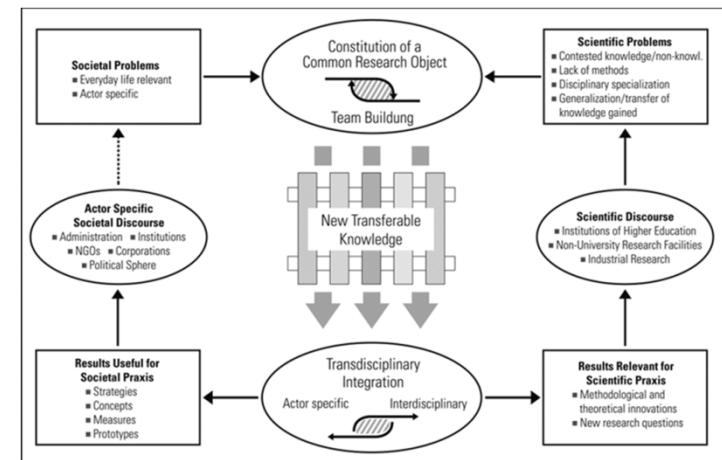 Societal Problems
■ Everyday life relevant
■ Actor specific
Constitution of a
Common Research Object
Team Buildung
Scientific Problems
■ Contested knowledge/non-knowl.
■ Lack of methods
■ Disciplinary specialization
■ Generalization/transfer of
knowledge gained
Actor Specific
Societal Discourse
■ Administration ■ Institutions
■ NGOs ■ Corporations
■ Political Sphere
New Transferable
Knowledge
Scientific Discourse
■ Institutions of Higher Education
■ Non-University Research Facilities
■ Industrial Research
Results Useful for
Societal Praxis
■ Strategies
■ Concepts
■ Measures
■ Prototypes
Transdisciplinary
Integration
Actor specific Interdisciplinary
Results Relevant for
Scientific Praxis
■ Methodological and
theoretical innovations
■ New research questions